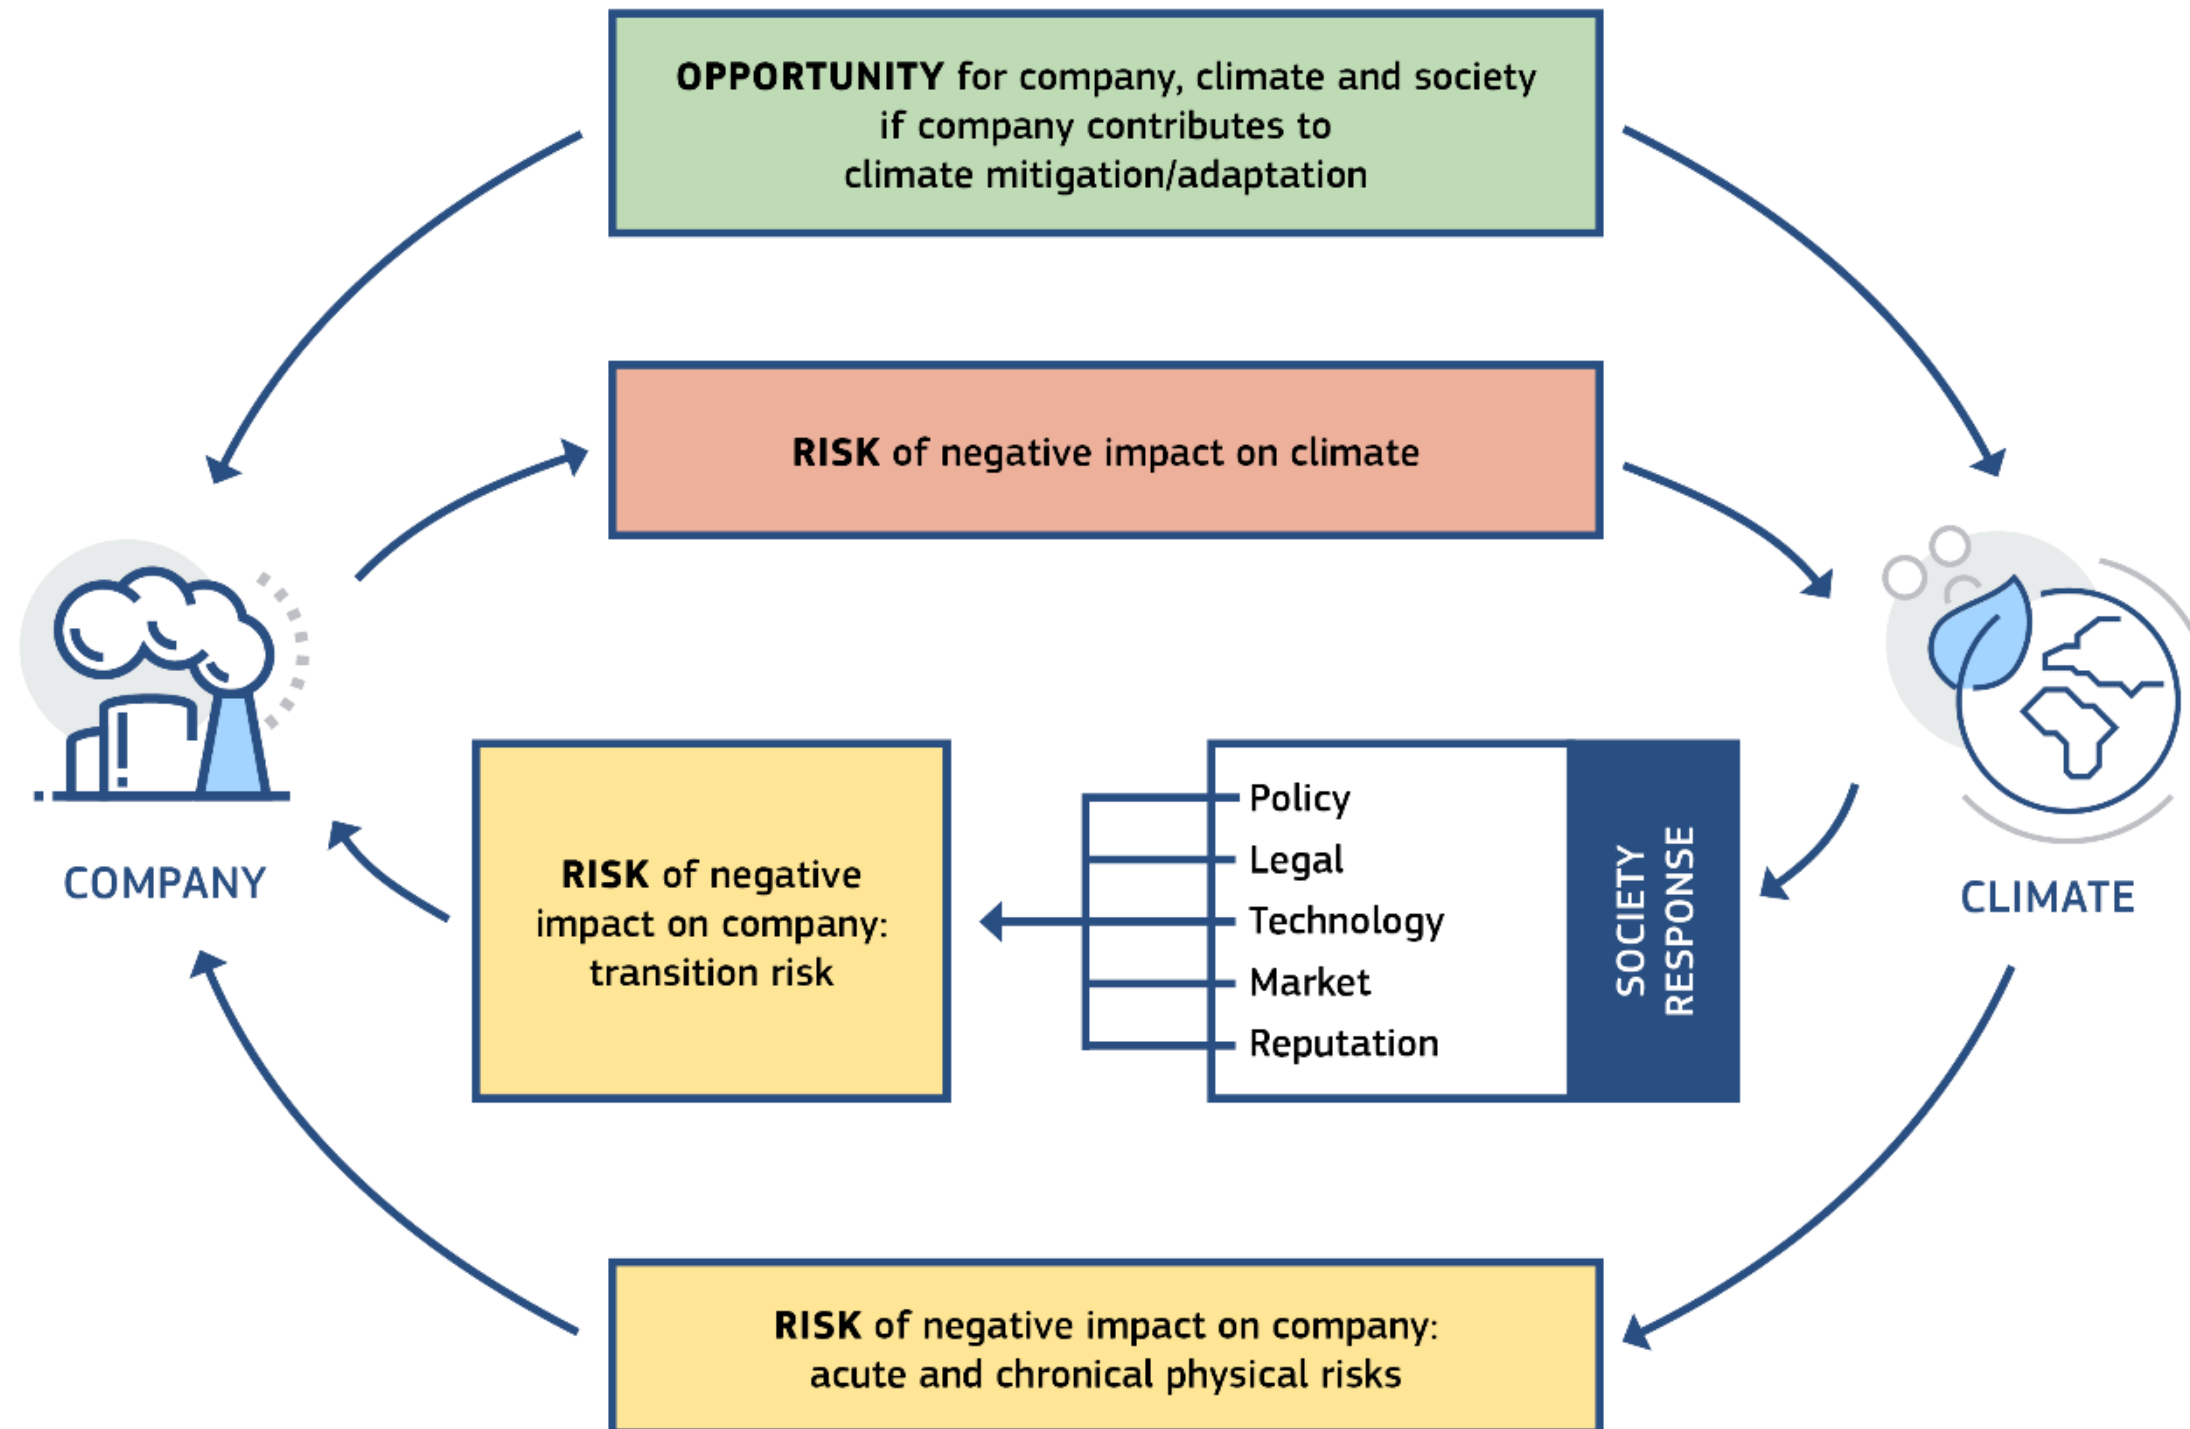 OPPORTUNITY for company, climate and society
if company contributes to
climate mitigation/adaptation
RISK of negative impact on climate
COMPANY
RISK of negative
impact on company:
transition risk
Policy
Legal
Technology
Market
Reputation
SOCIETY
RESPONSE
CLIMATE
RISK of negative impact on company:
acute and chronical physical risks